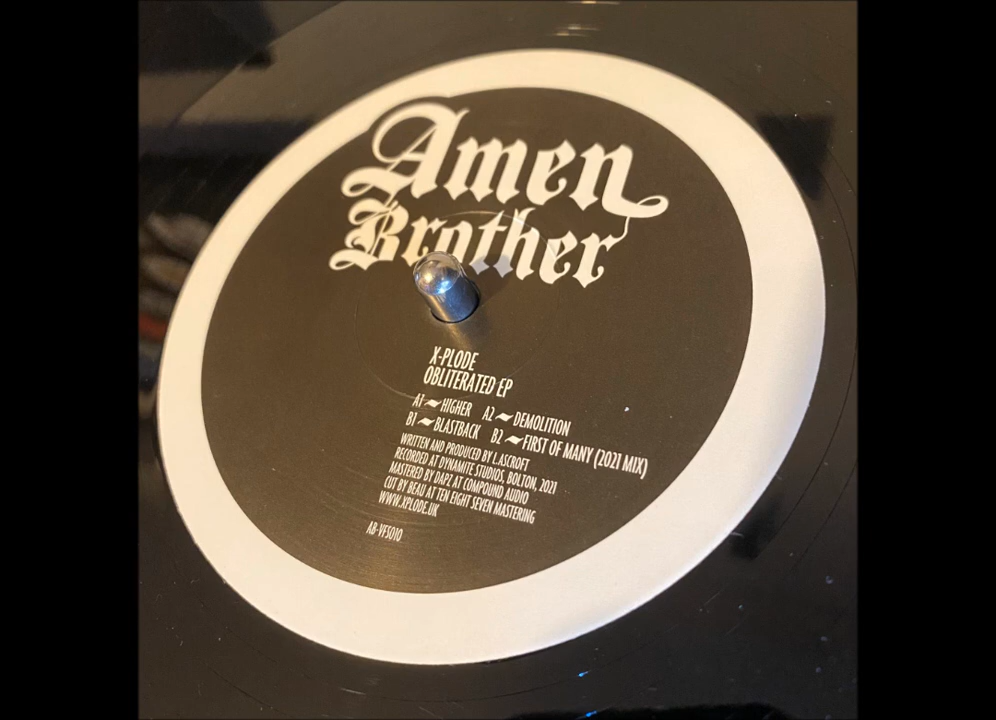 Amen
Brother
X-PLODE
OBLITERATED EP
A1 ~ HIGHER A2 ~ DEMOLITION
B1 ~ BLASTBACK B2 ~ FIRST OF MANY (2021 MIX)
WRITTEN AND PRODUCED BY L.ASCROFT
RECORDED AT DYNAMITE STUDIOS, BOLTON, 2021
MASTERED BY DAPZ AT COMPOUND AUDIO
CUT BY BEAU AT TEN EIGHT SEVEN MASTERING
WWW.XPLODE.UK
AB-VFS010